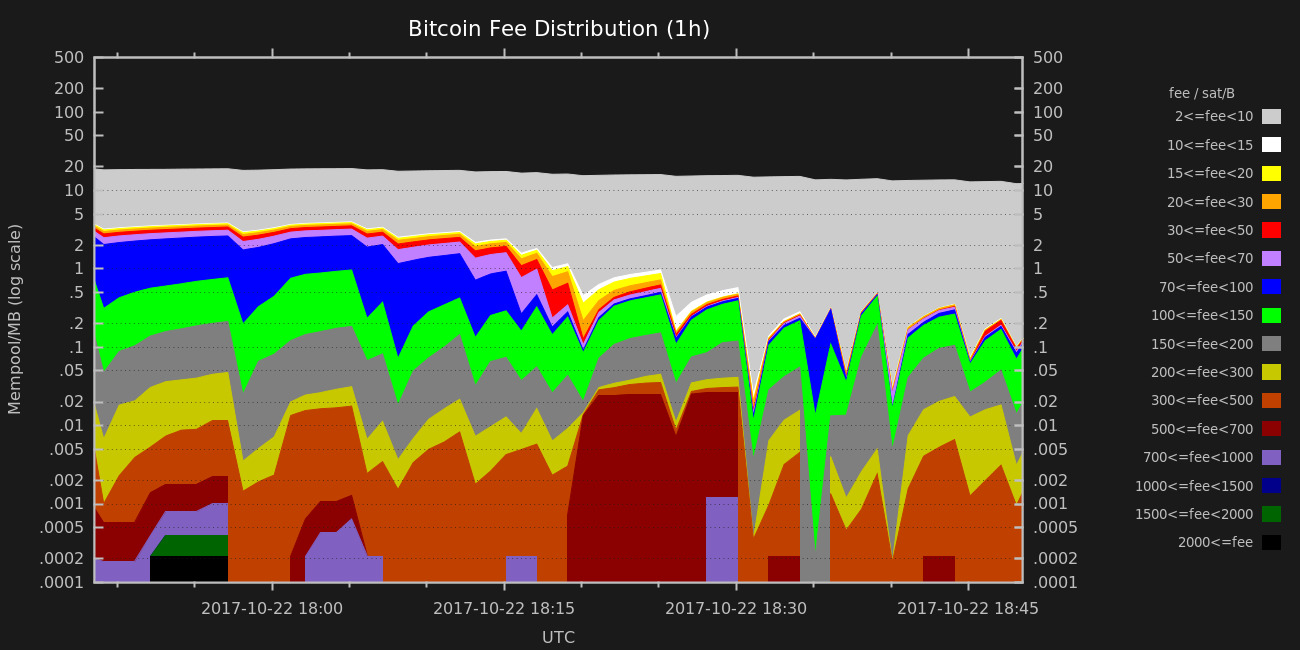 Bitcoin Fee Distribution (1h)
Mempool/MB (log scale)
500
200
100
50
20
10
5
2
1
.5
.2
.1
.05
.02
.01
.005
.002
.001
.0005
.0002
.0001
500
200
100
50
20
10
5
2
1
.5
.2
.1
.05
.02
.01
.005
.002
.001
.0005
.0002
.0001
2017-10-22 18:00
2017-10-22 18:15
2017-10-22 18:30
2017-10-22 18:45
UTC
fee / sat/B
2<=fee<10
10<=fee<15
15<=fee<20
20<=fee<30
30<=fee<50
50<=fee<70
70<=fee<100
100<=fee<150
150<=fee<200
200<=fee<300
300<=fee<500
500<=fee<700
700<=fee<1000
1000<=fee<1500
1500<=fee<2000
2000<=fee